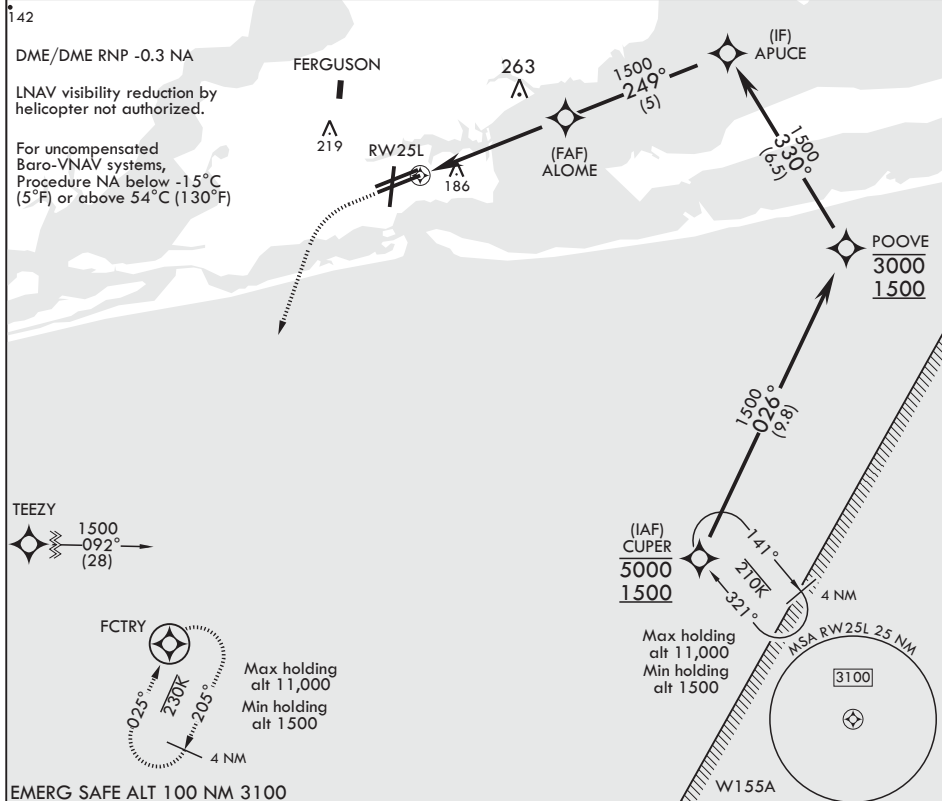 142
DME/DME RNP -0.3 NA
LNAV visibility reduction by
helicopter not authorized.
For uncompensated
Baro-VNAV systems,
Procedure NA below -15°C
(5°F) or above 54°C (130°F)
FERGUSON
219
RW25L
186
263
(FAF)
ALOME
1500
249°
(5)
(IF)
APUCE
1500
330°
(6.5)
POOVE
3000
1500
1500
026°
(9.8)
TEEZY
1500
092°
(28)
(IAF)
CUPER
5000
1500
141°
210K
321°
4 NM
Max holding
alt 11,000
Min holding
alt 1500
FCTRY
025°
230K
205°
4 NM
Max holding
alt 11,000
Min holding
alt 1500
MSA RW25L 25 NM
3100
W155A
EMERG SAFE ALT 100 NM 3100